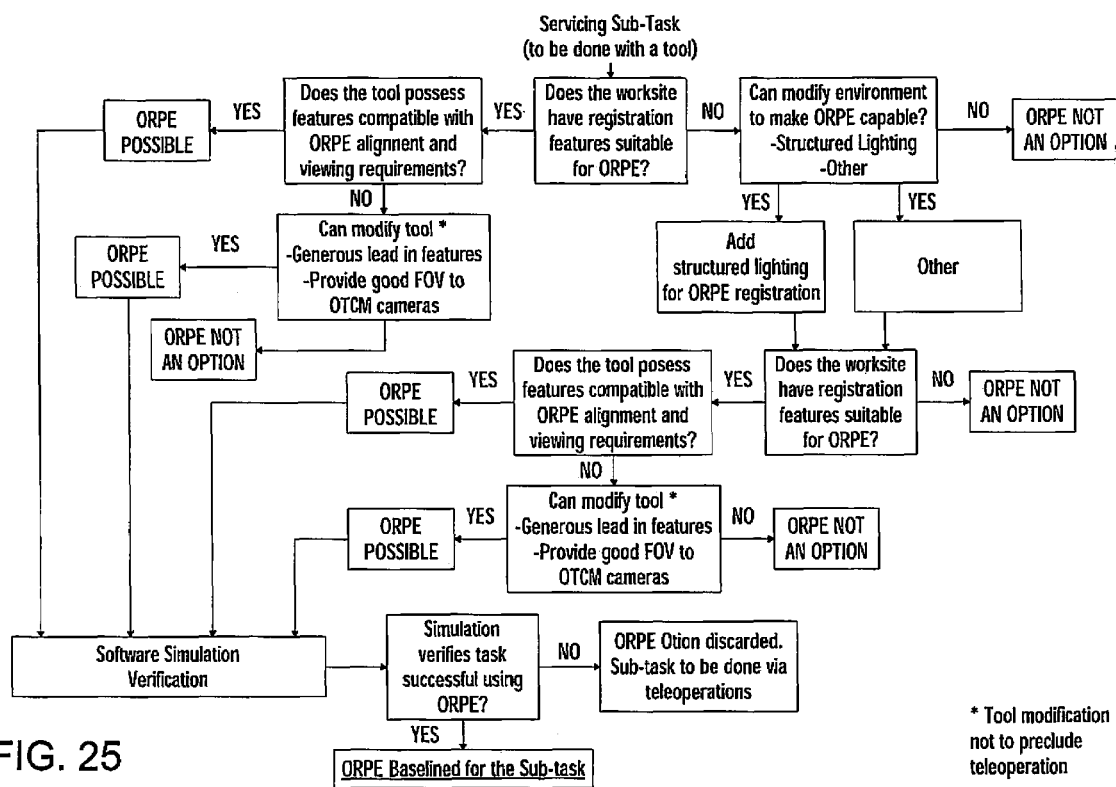 Servicing Sub-Task
(to be done with a tool)
ORPE
POSSIBLE
YES
Does the tool possess
features compatible with
ORPE alignment and
viewing requirements?
YES
Does the worksite
have registration
features suitable
for ORPE?
NO
Can modify environment
to make ORPE capable?
-Structured Lighting
-Other
NO
ORPE NOT
AN OPTION
NO
YES
YES
ORPE
POSSIBLE
YES
Can modify tool *
-Generous lead in features
-Provide good FOV to
OTCM cameras
Add
structured lighting
for ORPE registration
Other
ORPE NOT
AN OPTION
ORPE
POSSIBLE
YES
Does the tool posess
features compatible with
ORPE alignment and
viewing requirements?
YES
Does the worksite
have registration
features suitable
for ORPE?
NO
ORPE NOT
AN OPTION
NO
ORPE
POSSIBLE
YES
Can modify tool *
-Generous lead in features
-Provide good FOV to
OTCM cameras
NO
ORPE NOT
AN OPTION
Software Simulation
Verification
Simulation
verifies task
successful using
ORPE?
NO
ORPE Otion discarded.
Sub-task to be done via
teleoperations
YES
ORPE Baselined for the Sub-task
* Tool modification
not to preclude
teleoperation
FIG. 25